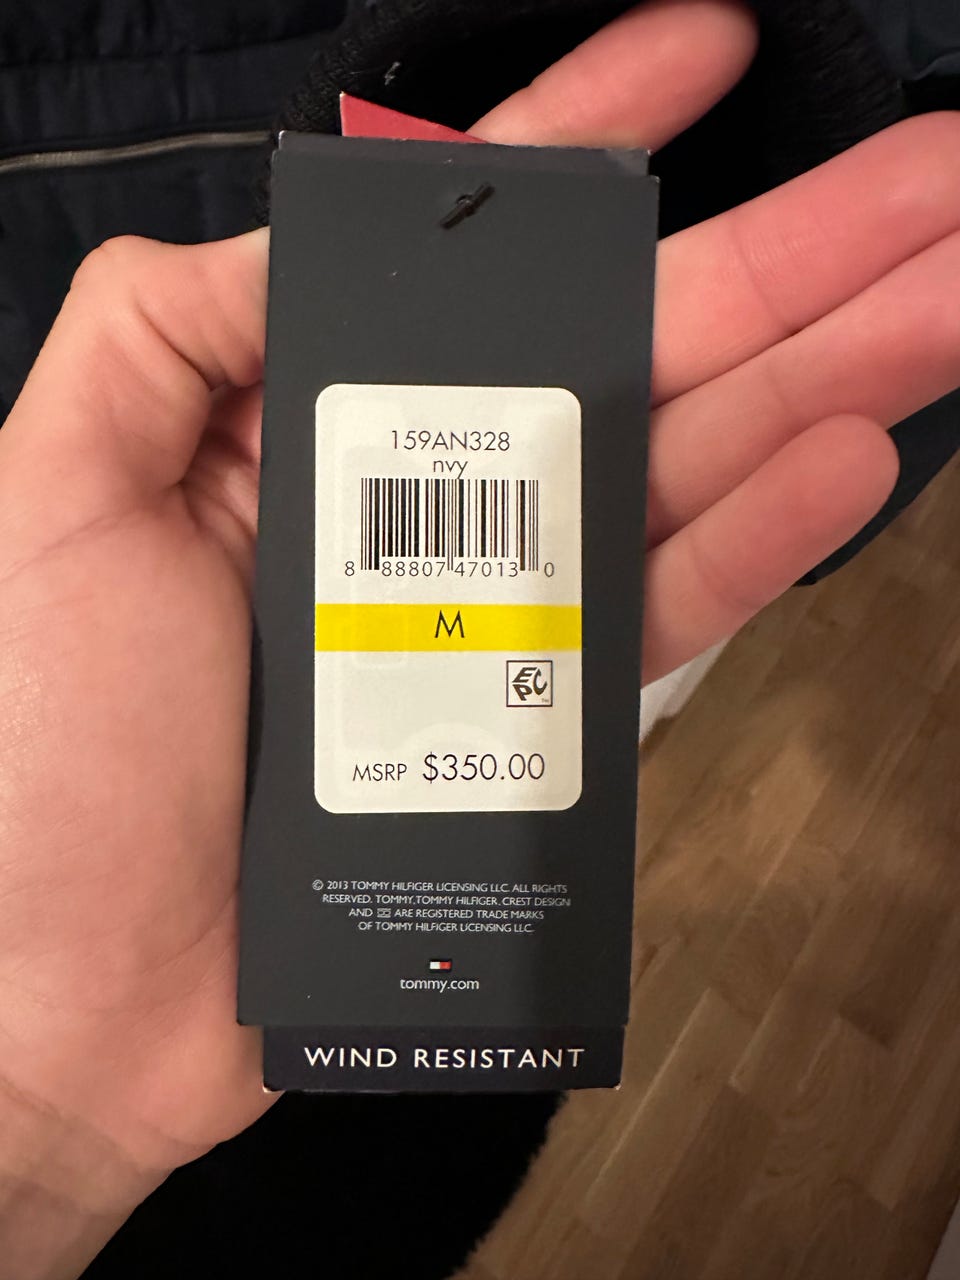 159AN328
nvy
8 88807 47013 0
M
EPC
MSRP $350.00
© 2013 TOMMY HILFIGER LICENSING LLC. ALL RIGHTS
RESERVED. TOMMY, TOMMY HILFIGER, CREST DESIGN
AND ARE REGISTERED TRADE MARKS
OF TOMMY HILFIGER LICENSING LLC.
tommy.com
WIND RESISTANT